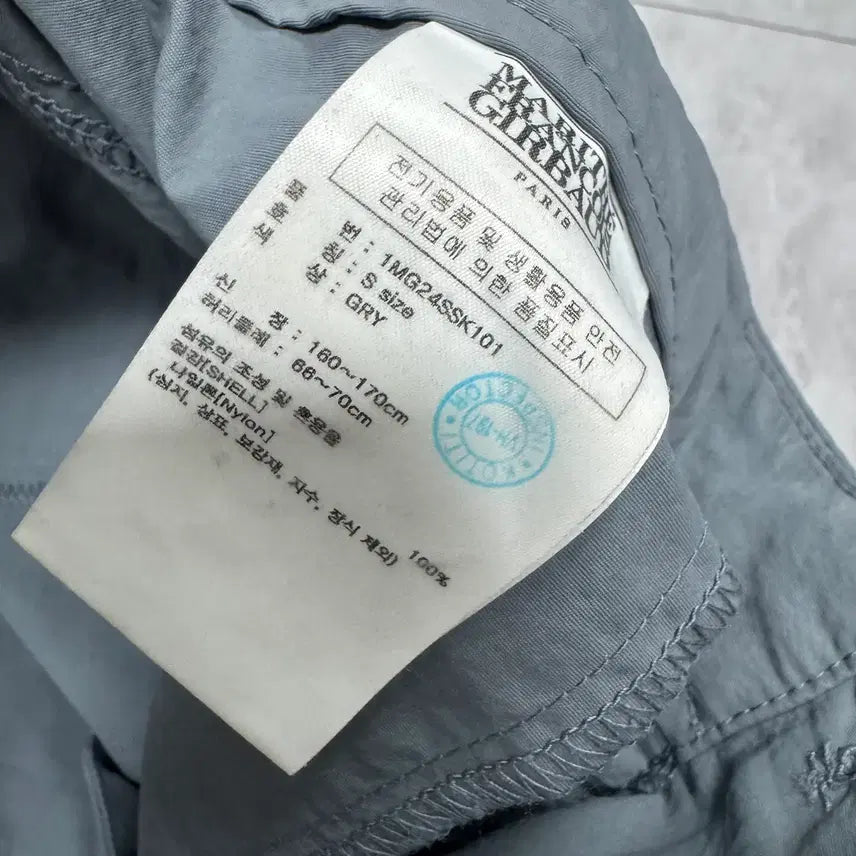 MARITHÉ
FRANÇOIS
GIRBAUD
PARIS
전기용품 및 생활용품 안전
관리법에 의한 품질표시
품 번 : 1MG24SSK101
호 칭 : S size
색 상 : GRY
신 장 : 160~170cm
허리둘레 : 66~70cm
섬유의 조성 및 혼용율
겉감[SHELL]
나일론[Nylon] 100%
(심지, 상표, 보강재, 자수, 장식 제외)
INSPECTOR
KOTITI